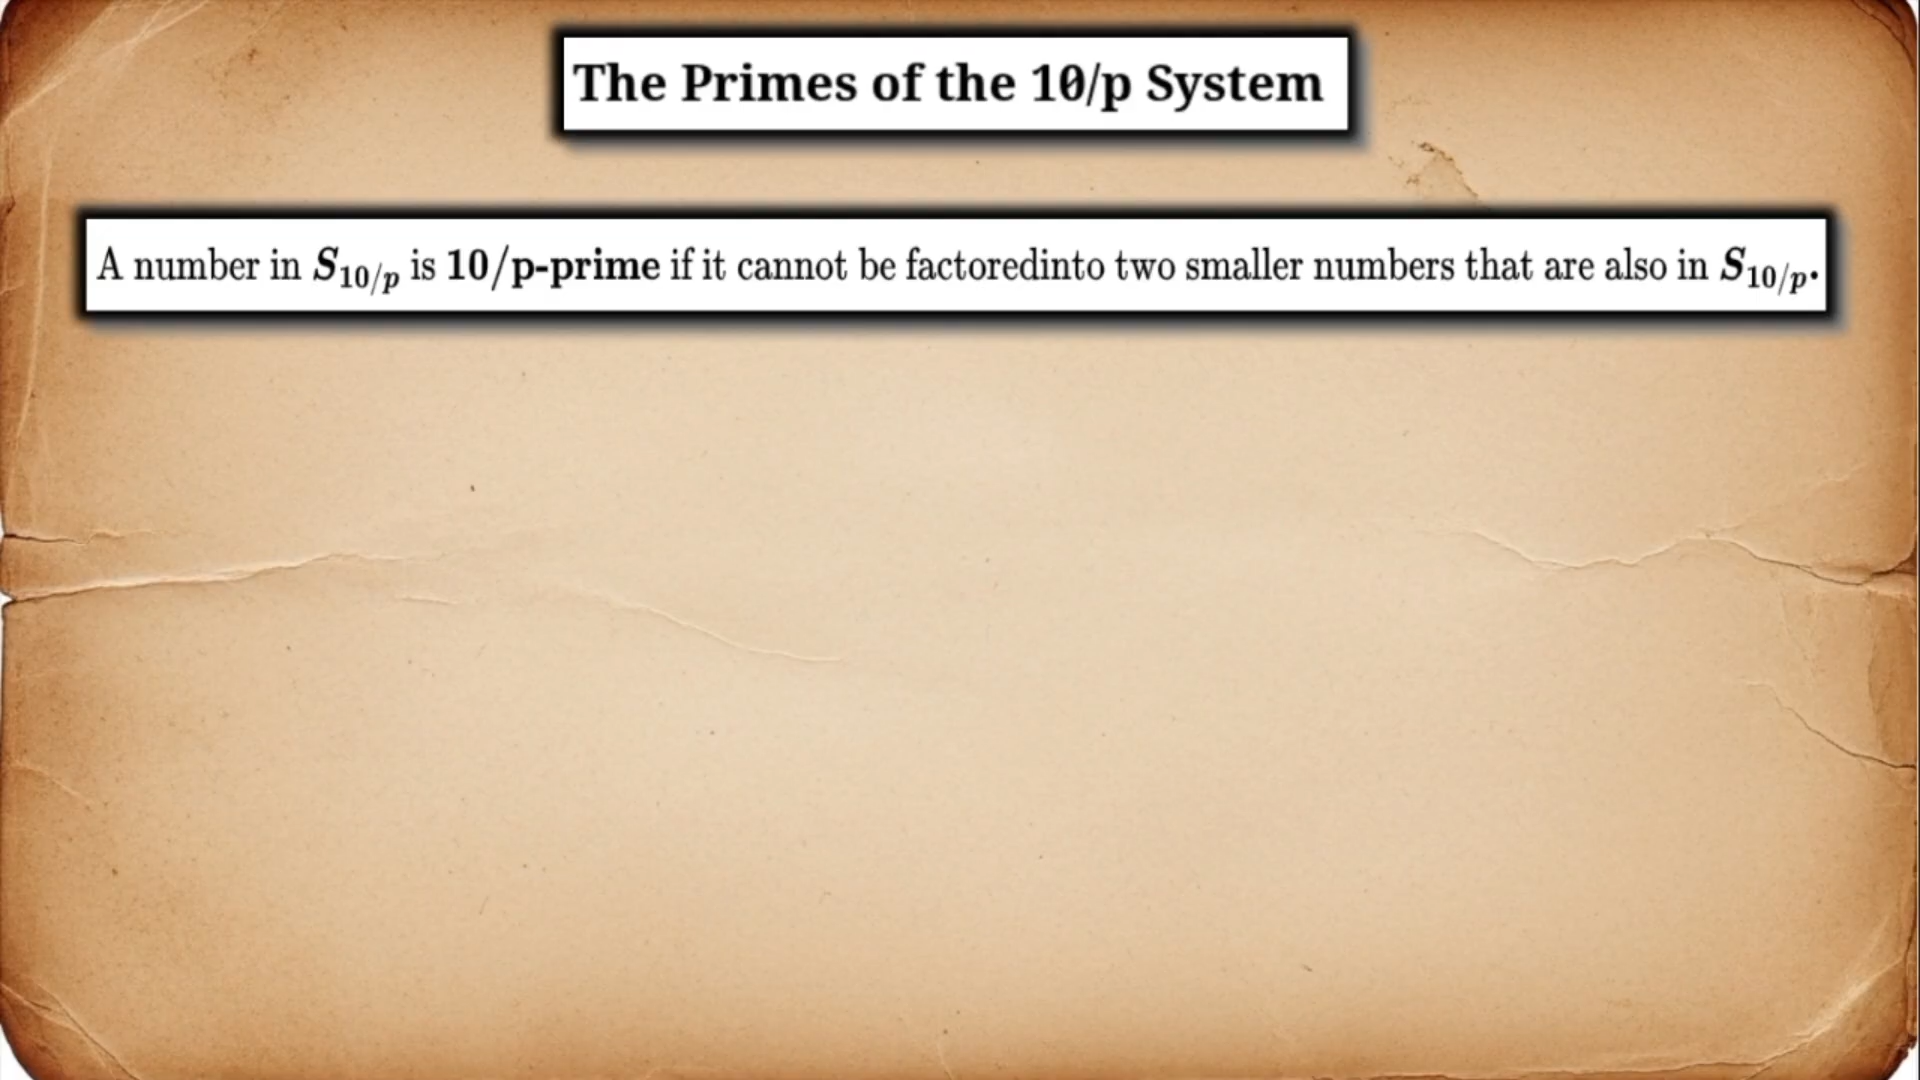 The Primes of the 10/p System
A number in S10/p is 10/p-prime if it cannot be factoredinto two smaller numbers that are also in S10/p.